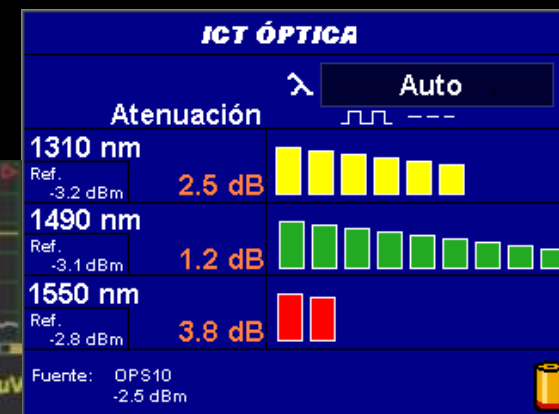 ICT ÓPTICA
λ Auto
Atenuación
1310 nm
Ref.
-3.2 dBm 2.5 dB
1490 nm
Ref.
-3.1 dBm 1.2 dB
1550 nm
Ref.
-2.8 dBm 3.8 dB
Fuente: OPS10
-2.5 dBm
uV